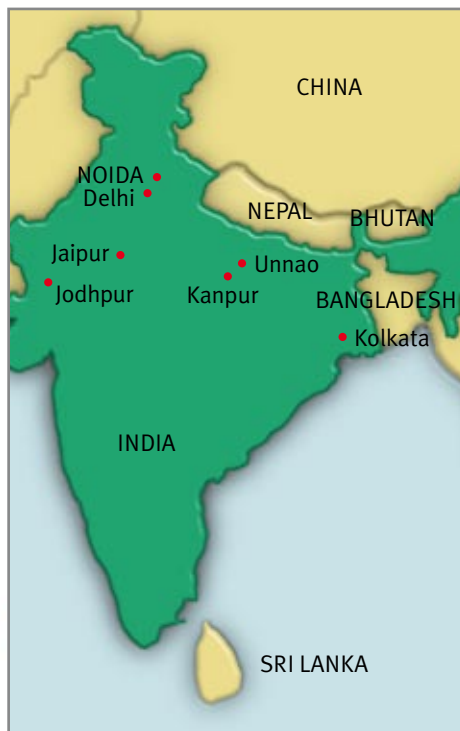 CHINA
NOIDA
Delhi
NEPAL
BHUTAN
Jaipur
Unnao
Jodhpur
Kanpur
BANGLADESH
Kolkata
INDIA
SRI LANKA